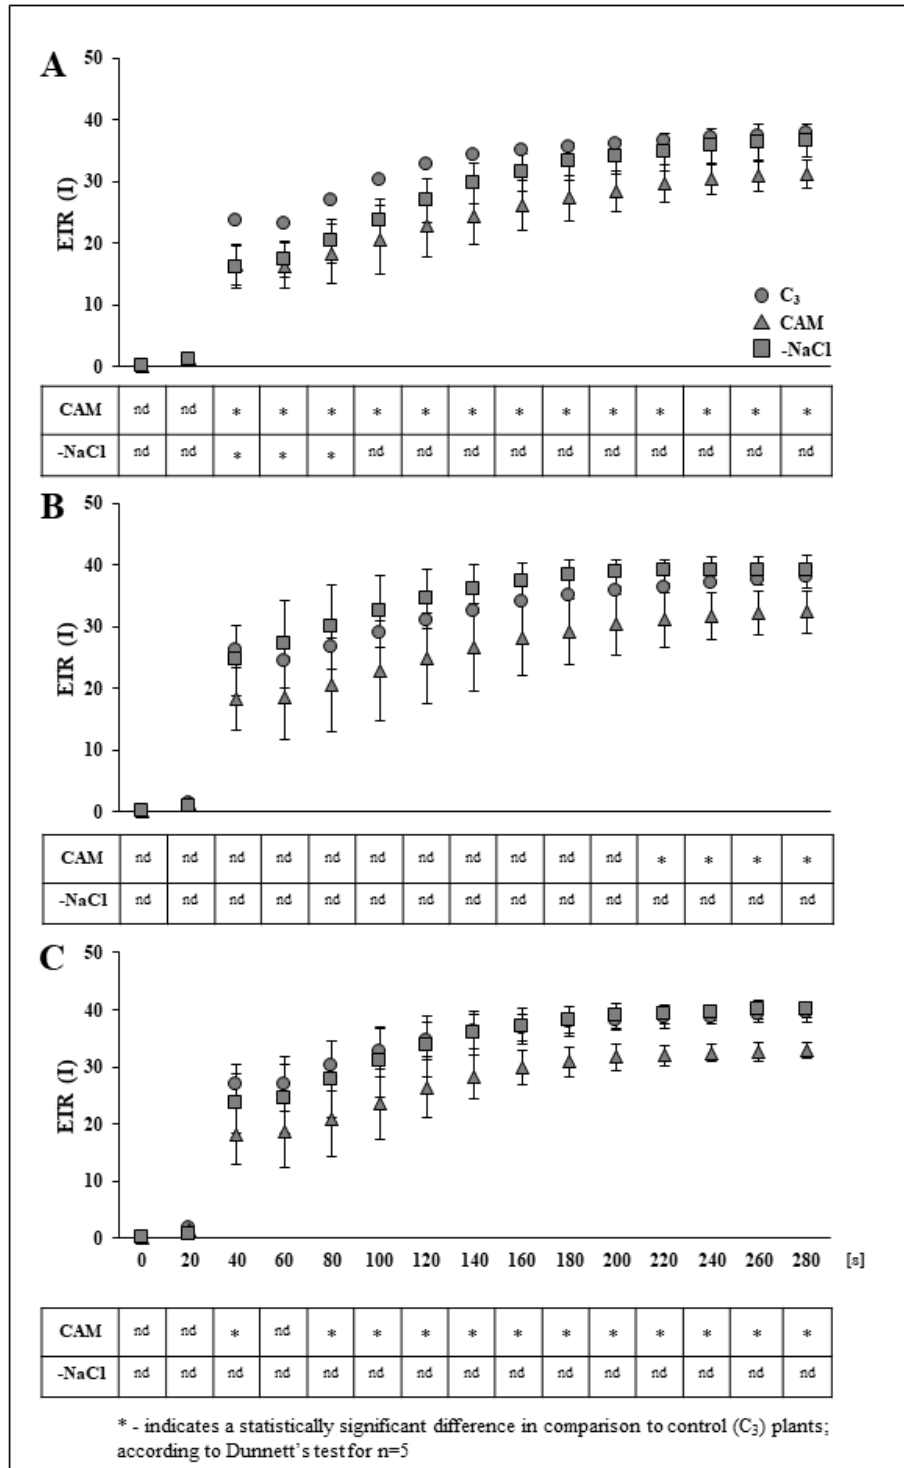 A
50
40
30
20
10
0
ETR (I)
C₃
CAM
-NaCl
CAM nd nd * * * * * * * * * * * * *
-NaCl nd nd * * * nd nd nd nd nd nd nd nd nd nd
B
50
40
30
20
10
0
ETR (I)
CAM nd nd nd nd nd nd nd nd nd nd nd * * * *
-NaCl nd nd nd nd nd nd nd nd nd nd nd nd nd nd nd
C
50
40
30
20
10
0
ETR (I)
0 20 40 60 80 100 120 140 160 180 200 220 240 260 280 [s]
CAM nd nd * nd * * * * * * * * * * *
-NaCl nd nd nd nd nd nd nd nd nd nd nd nd nd nd nd
* - indicates a statistically significant difference in comparison to control (C₃) plants;
according to Dunnett's test for n=5